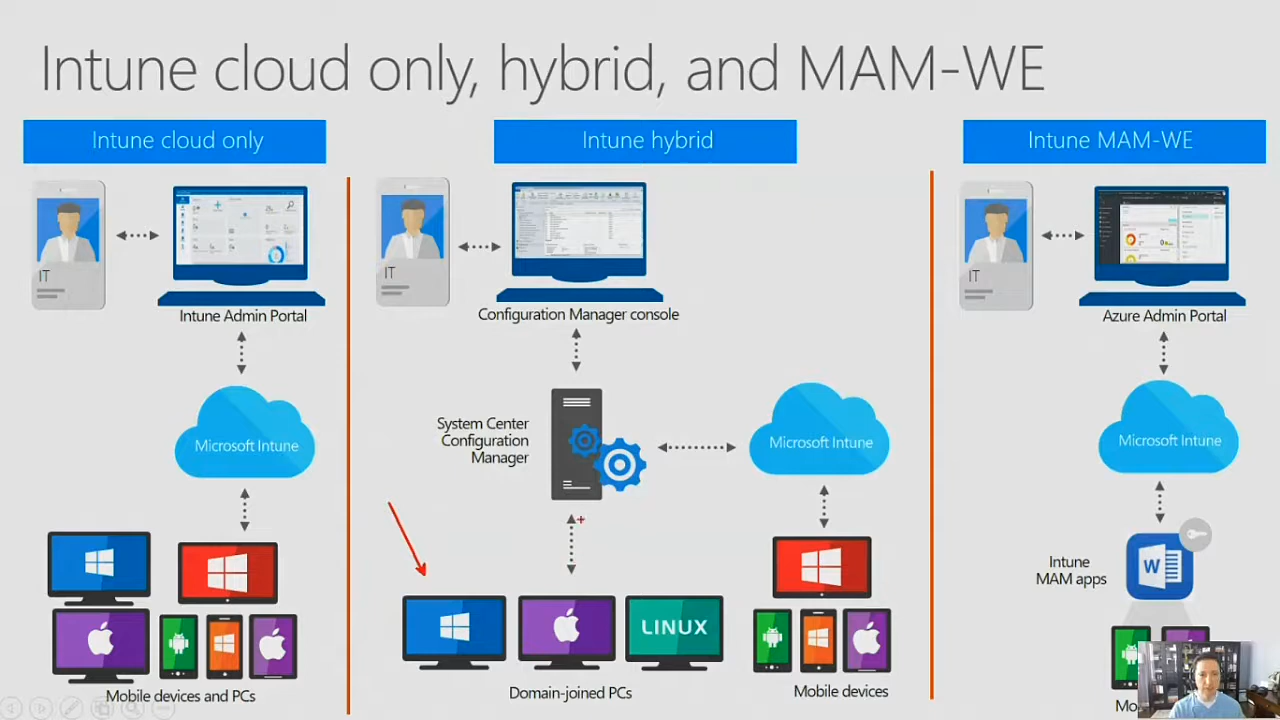 Intune cloud only, hybrid, and MAM-WE
Intune cloud only
IT
Intune Admin Portal
Microsoft Intune
Mobile devices and PCs
Intune hybrid
IT
Configuration Manager console
System Center
Configuration
Manager
Microsoft Intune
LINUX
Domain-joined PCs
Mobile devices
Intune MAM-WE
IT
Azure Admin Portal
Microsoft Intune
Intune
MAM apps
W